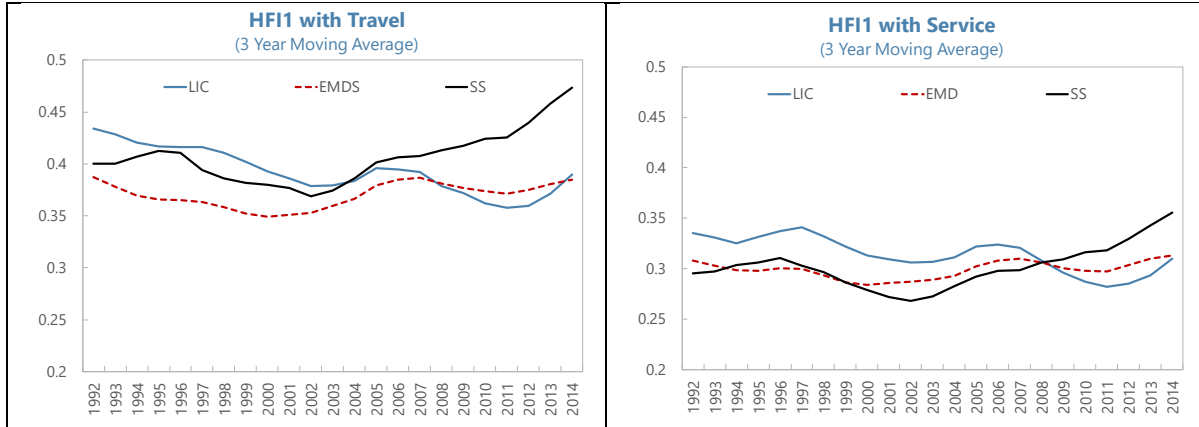 HFI1 with Travel
(3 Year Moving Average)
0.5
0.45
0.4
0.35
0.3
0.25
0.2
LIC EMDS SS
1992 1993 1994 1995 1996 1997 1998 1999 2000 2001 2002 2003 2004 2005 2006 2007 2008 2009 2010 2011 2012 2013 2014
HFI1 with Service
(3 Year Moving Average)
0.5
0.45
0.4
0.35
0.3
0.25
0.2
LIC EMD SS
1992 1993 1994 1995 1996 1997 1998 1999 2000 2001 2002 2003 2004 2005 2006 2007 2008 2009 2010 2011 2012 2013 2014